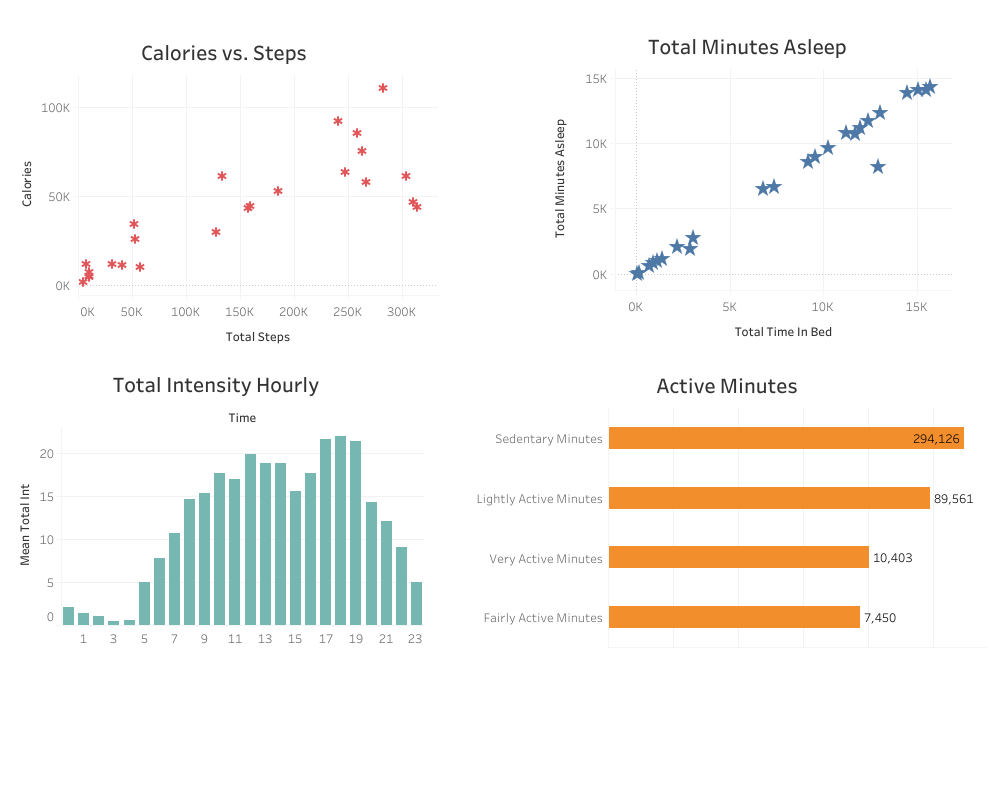 Calories vs. Steps
100K
50K
0K
Calories
0K 50K 100K 150K 200K 250K 300K
Total Steps
Total Minutes Asleep
15K
10K
5K
0K
Total Minutes Asleep
0K 5K 10K 15K
Total Time In Bed
Total Intensity Hourly
Time
20
15
10
5
0
Mean Total Int
1 3 5 7 9 11 13 15 17 19 21 23
Active Minutes
Sedentary Minutes 294,126
Lightly Active Minutes 89,561
Very Active Minutes 10,403
Fairly Active Minutes 7,450